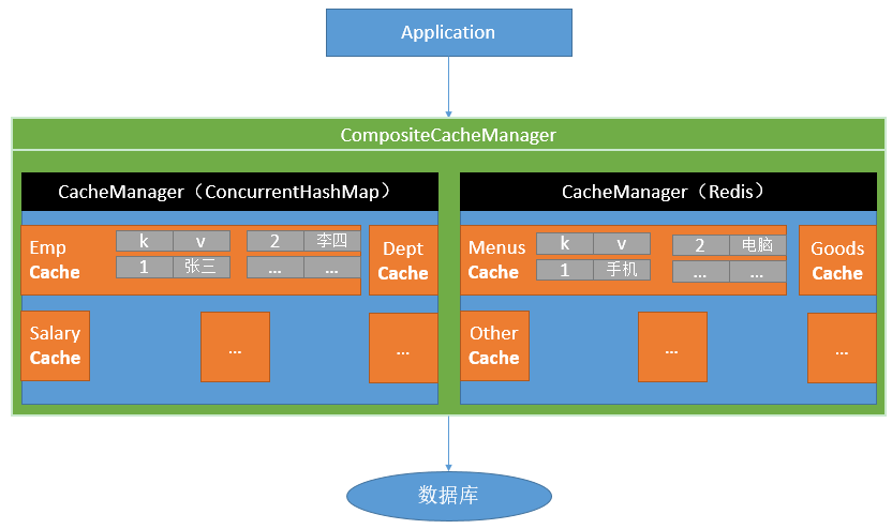 Application
CompositeCacheManager
CacheManager（ConcurrentHashMap）
Emp
Cache
k v
1 张三
2 李四
... ...
Dept
Cache
Salary
Cache
...
...
CacheManager（Redis）
Menus
Cache
k v
1 手机
2 电脑
... ...
Goods
Cache
Other
Cache
...
...
数据库